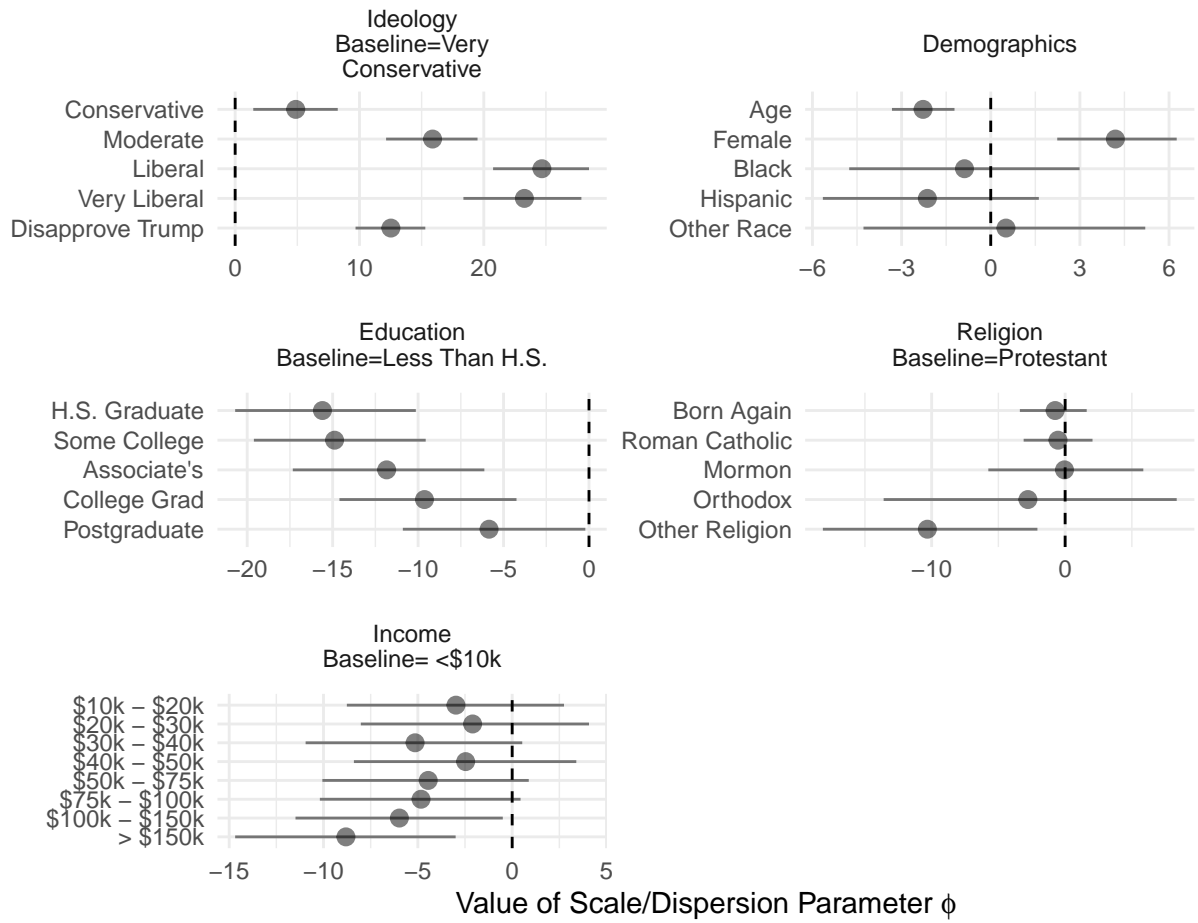 Ideology
Baseline=Very
Conservative
Conservative
Moderate
Liberal
Very Liberal
Disapprove Trump
0 10 20
Demographics
Age
Female
Black
Hispanic
Other Race
−6 −3 0 3 6
Education
Baseline=Less Than H.S.
H.S. Graduate
Some College
Associate's
College Grad
Postgraduate
−20 −15 −10 −5 0
Religion
Baseline=Protestant
Born Again
Roman Catholic
Mormon
Orthodox
Other Religion
−10 0
Income
Baseline= <$10k
$10k − $20k
$20k − $30k
$30k − $40k
$40k − $50k
$50k − $75k
$75k − $100k
$100k − $150k
> $150k
−15 −10 −5 0 5
Value of Scale/Dispersion Parameter ϕ